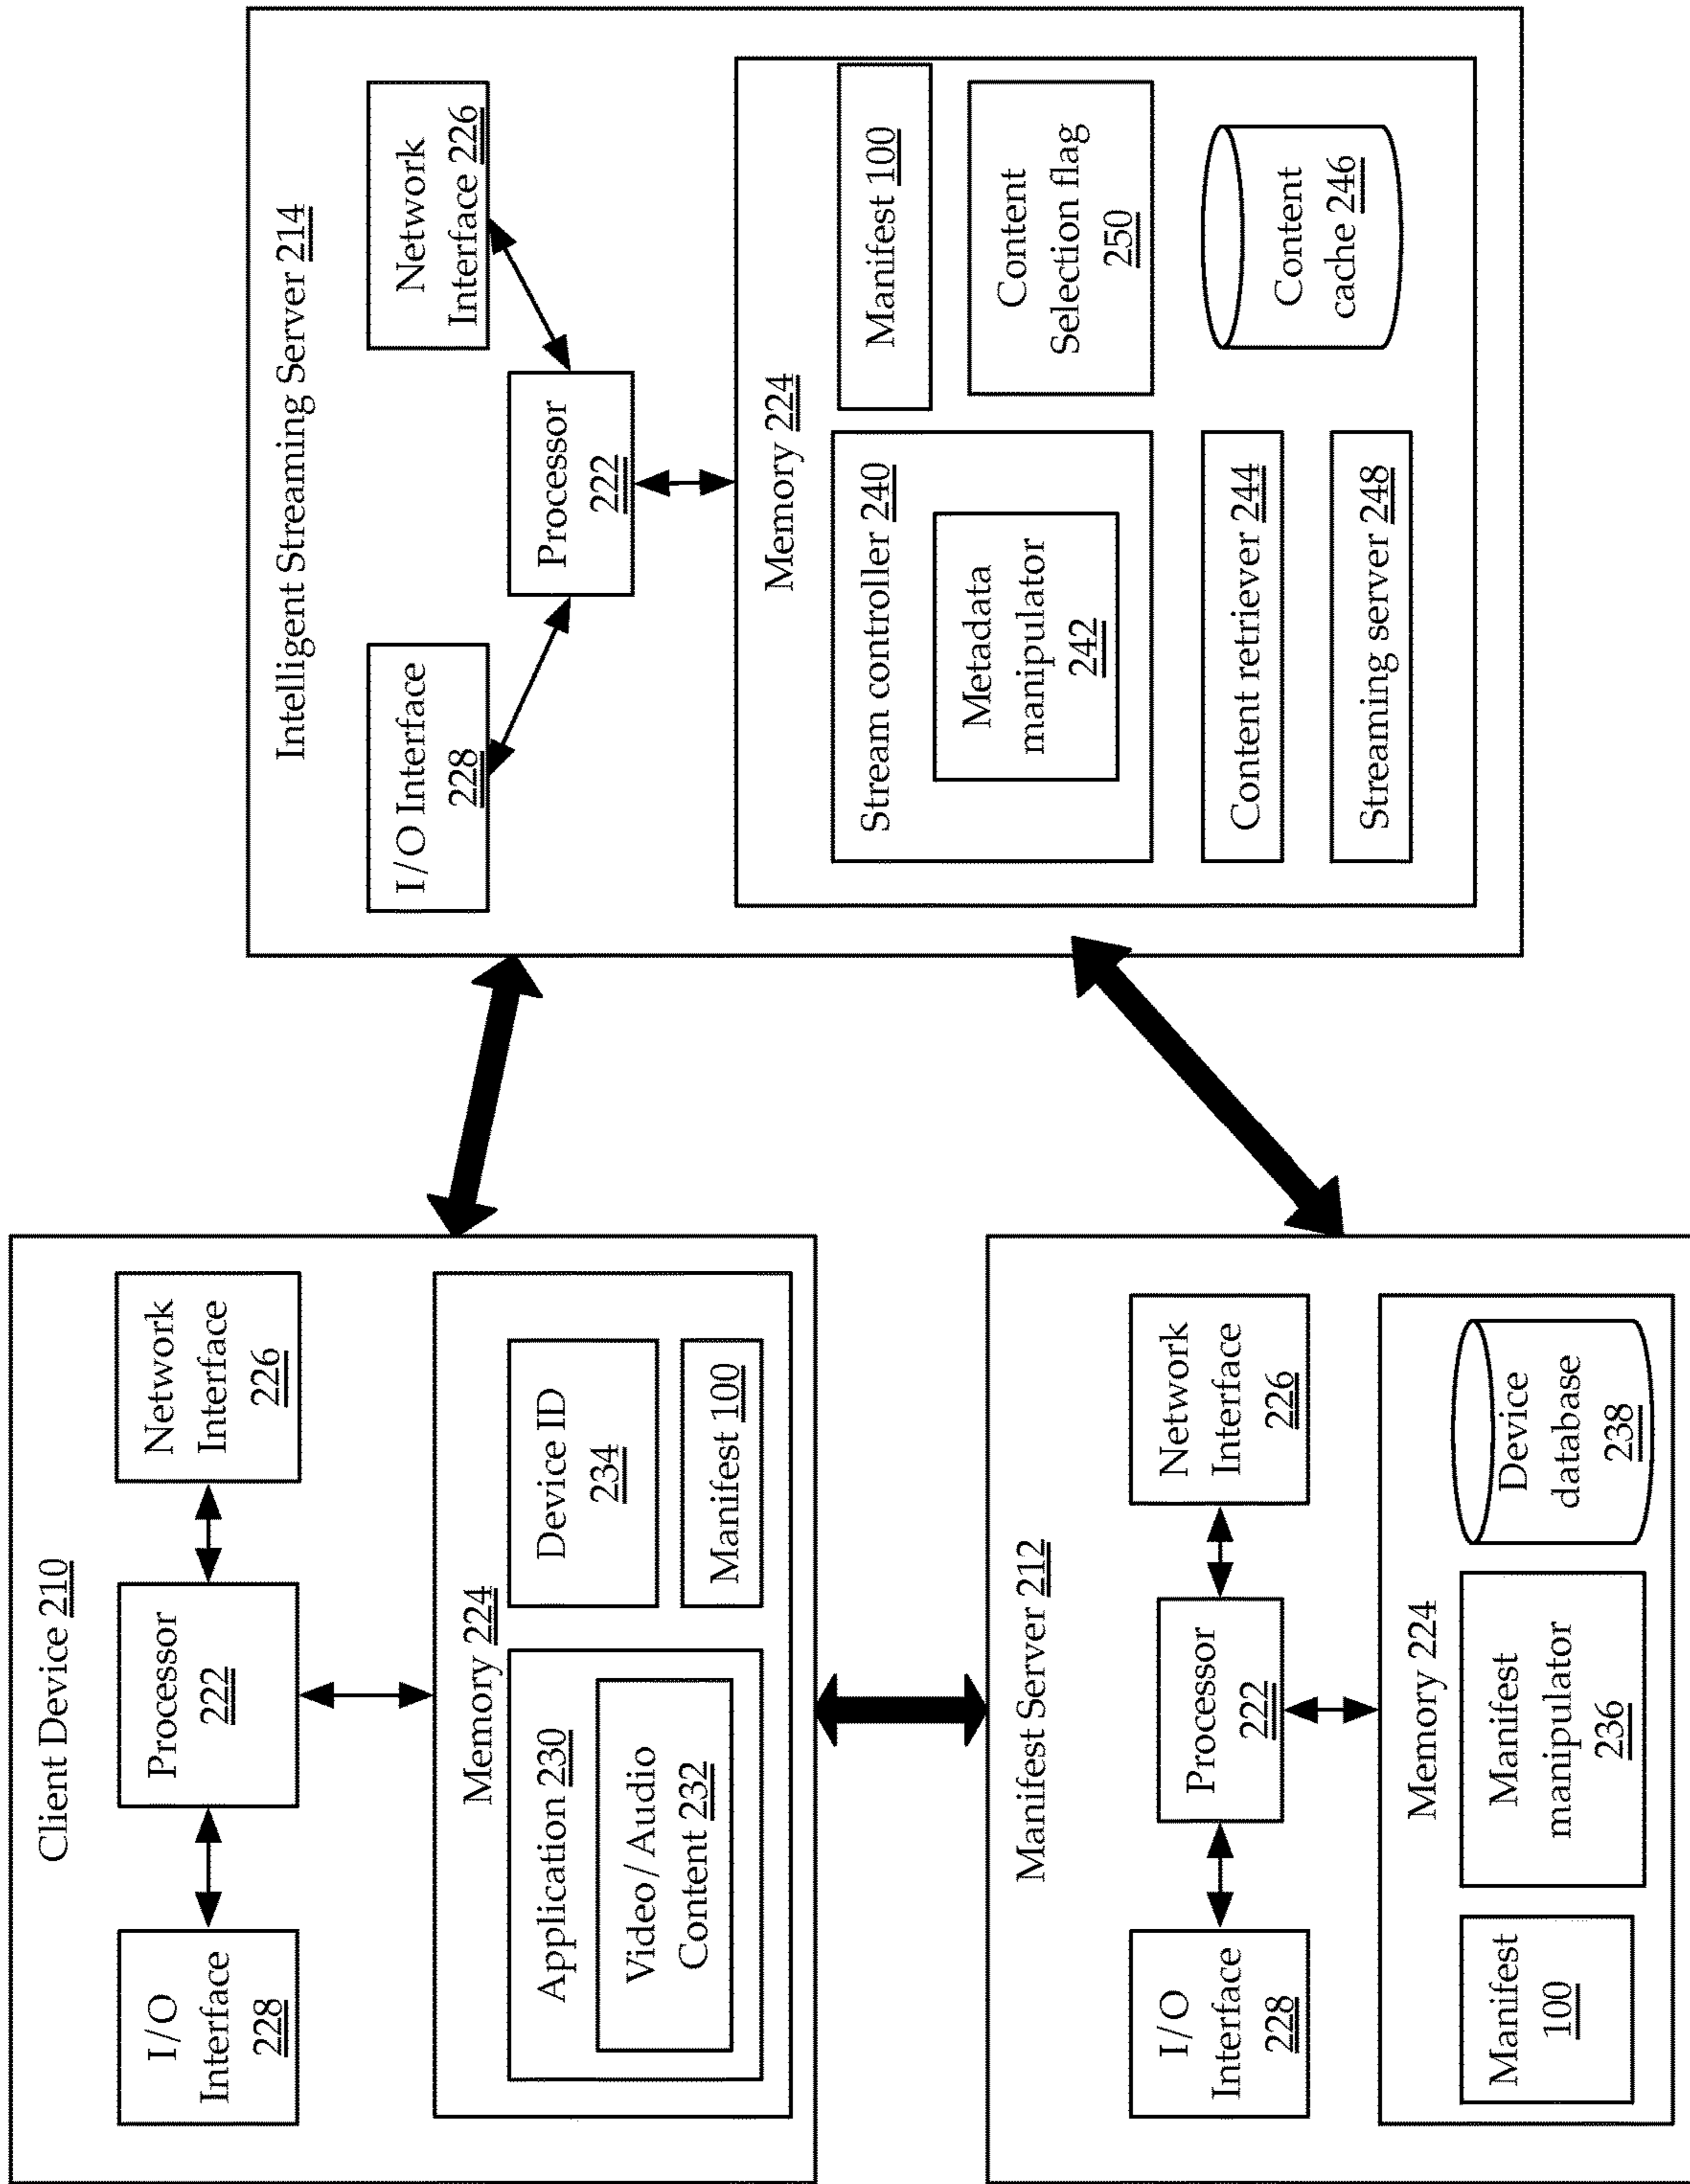 Client Device 210
I/O
Interface
228
Processor
222
Network
Interface
226
Memory 224
Application 230
Video/Audio
Content 232
Device ID
234
Manifest 100
Manifest Server 212
I/O
Interface
228
Processor
222
Network
Interface
226
Memory 224
Manifest
100
Manifest
manipulator
236
Device
database
238
Intelligent Streaming Server 214
I/O Interface
228
Processor
222
Network
Interface 226
Memory 224
Stream controller 240
Metadata
manipulator
242
Manifest 100
Content
Selection flag
250
Content retriever 244
Streaming server 248
Content
cache 246